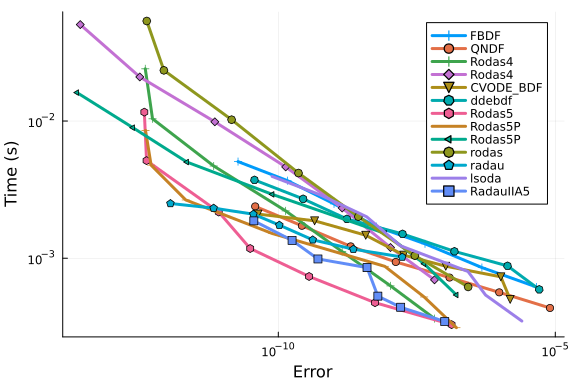 FBDF
QNDF
Rodas4
Rodas4
CVODE_BDF
ddebdf
Rodas5
Rodas5P
Rodas5P
rodas
radau
lsoda
RadauIIA5
Time (s)
10⁻²
10⁻³
10⁻¹⁰
10⁻⁵
Error